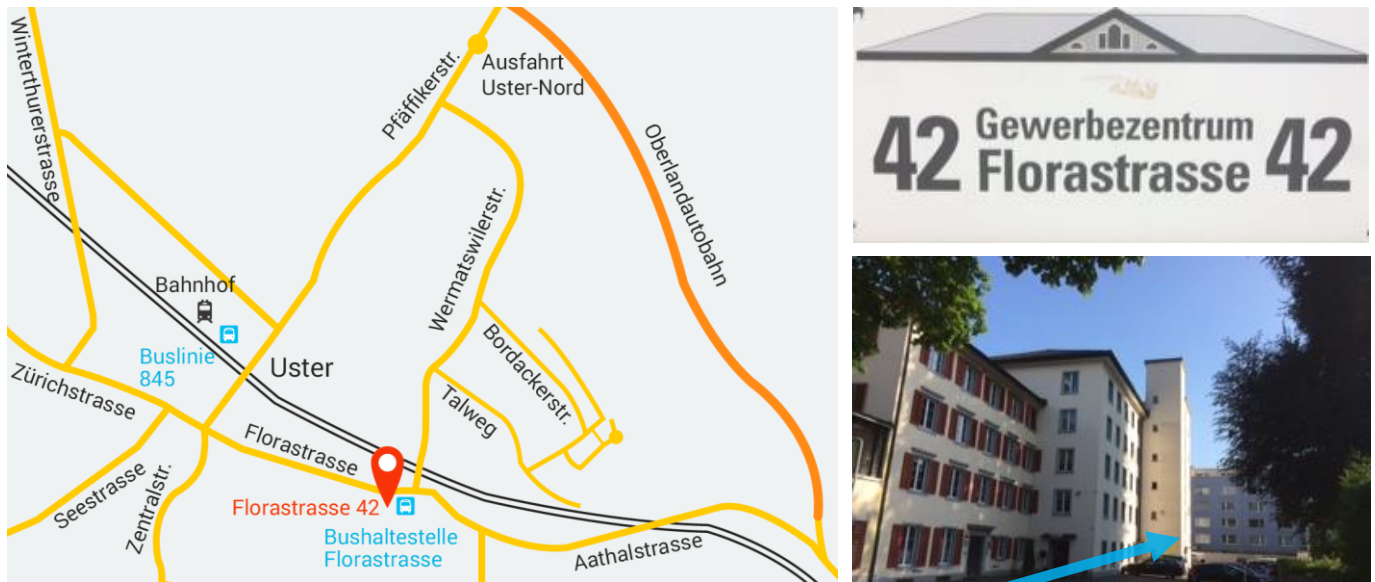 Winterthurerstrasse
Pfäffikerstr.
Ausfahrt
Uster-Nord
Oberlandautobahn
Wermatswilerstr.
Bahnhof
Buslinie
845
Uster
Zürichstrasse
Bordackerstr.
Talweg
Florastrasse
Seestrasse
Zentralstr.
Florastrasse 42
Bushaltestelle
Florastrasse
Aathalstrasse
42 Gewerbezentrum 42
Florastrasse